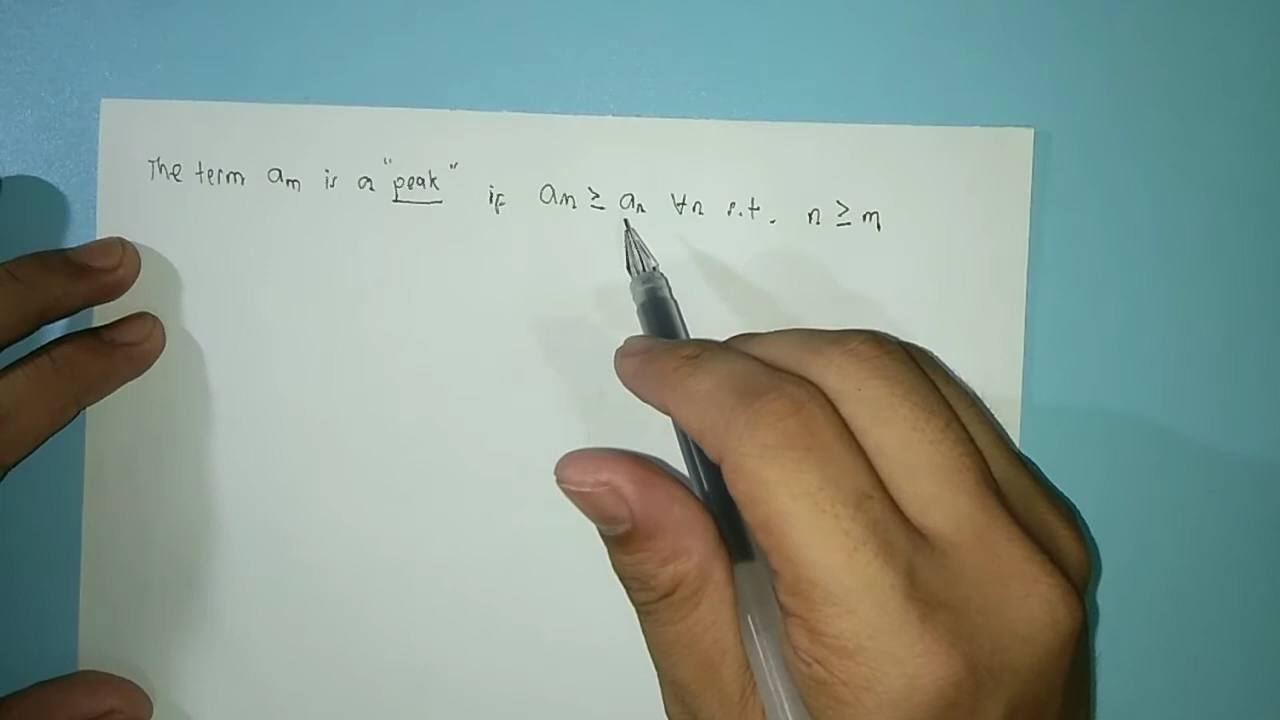 The term am is a "peak" if am ≥ an ∀n s.t. n ≥ m